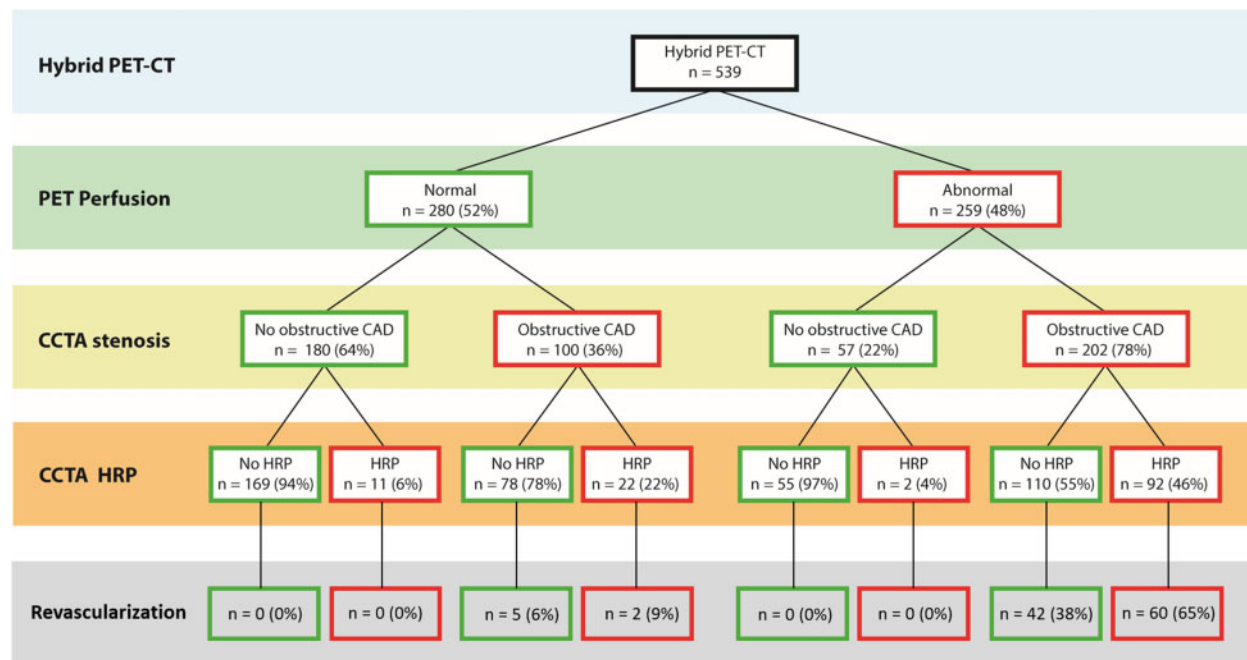 Hybrid PET-CT
Hybrid PET-CT
n = 539
PET Perfusion
Normal
n = 280 (52%)
Abnormal
n = 259 (48%)
CCTA stenosis
No obstructive CAD
n = 180 (64%)
Obstructive CAD
n = 100 (36%)
No obstructive CAD
n = 57 (22%)
Obstructive CAD
n = 202 (78%)
CCTA HRP
No HRP
n = 169 (94%)
HRP
n = 11 (6%)
No HRP
n = 78 (78%)
HRP
n = 22 (22%)
No HRP
n = 55 (97%)
HRP
n = 2 (4%)
No HRP
n = 110 (55%)
HRP
n = 92 (46%)
Revascularization
n = 0 (0%)
n = 0 (0%)
n = 5 (6%)
n = 2 (9%)
n = 0 (0%)
n = 0 (0%)
n = 42 (38%)
n = 60 (65%)